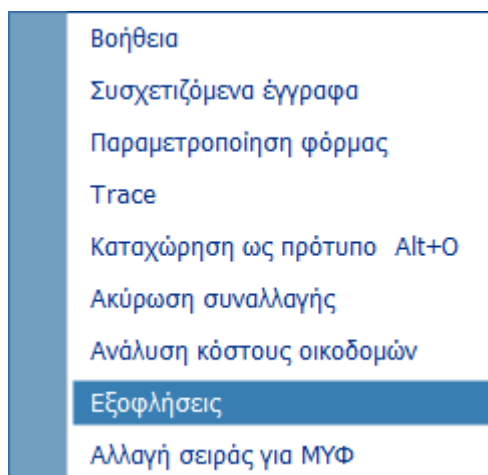 Βοήθεια
Συσχετιζόμενα έγγραφα
Παραμετροποίηση φόρμας
Trace
Καταχώρηση ως πρότυπο Alt+O
Ακύρωση συναλλαγής
Ανάλυση κόστους οικοδομών
Εξοφλήσεις
Αλλαγή σειράς για ΜΥΦ